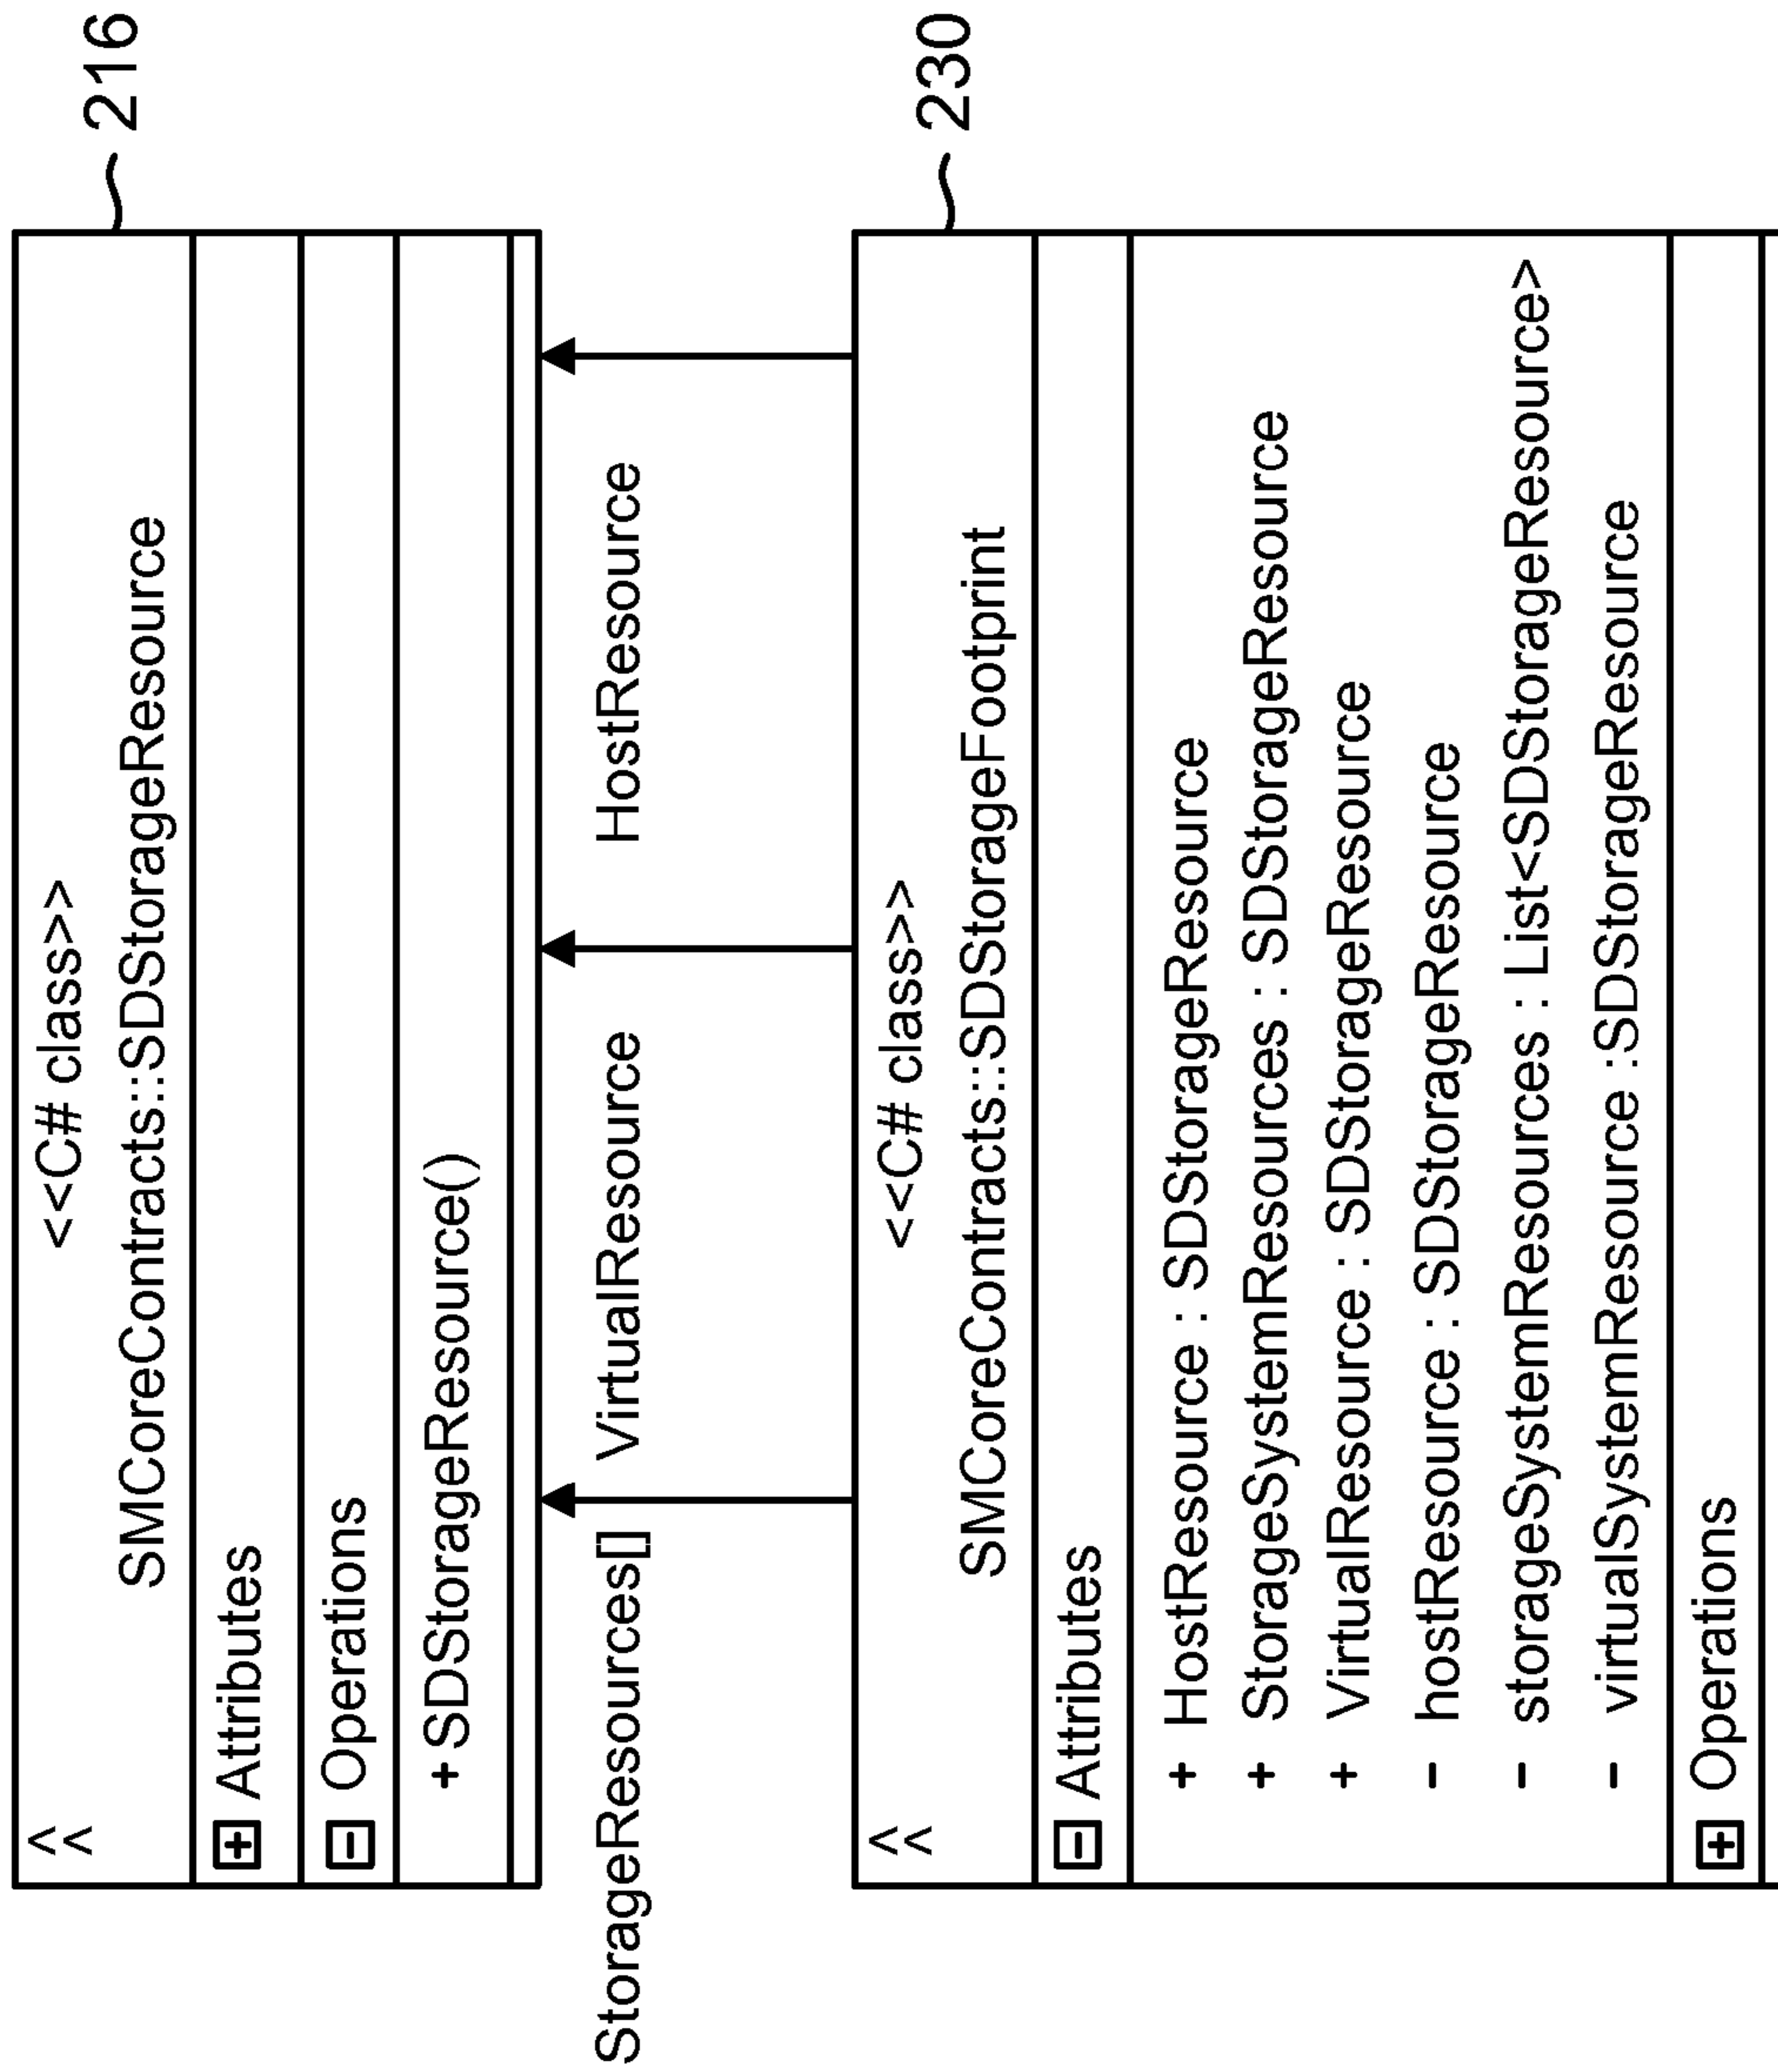 <<C# class>>
SMCoreContracts::SDStorageResource
216
Attributes
Operations
+ SDStorageResource()
StorageResources[]
VirtualResource
HostResource
<<C# class>>
SMCoreContracts::SDStorageFootprint
230
Attributes
+ HostResource : SDStorageResource
+ StorageSystemResources : SDStorageResource
+ VirtualResource : SDStorageResource
- hostResource : SDStorageResource
- storageSystemResources : List<SDStorageResource>
- virtualSystemResource :SDStorageResource
Operations